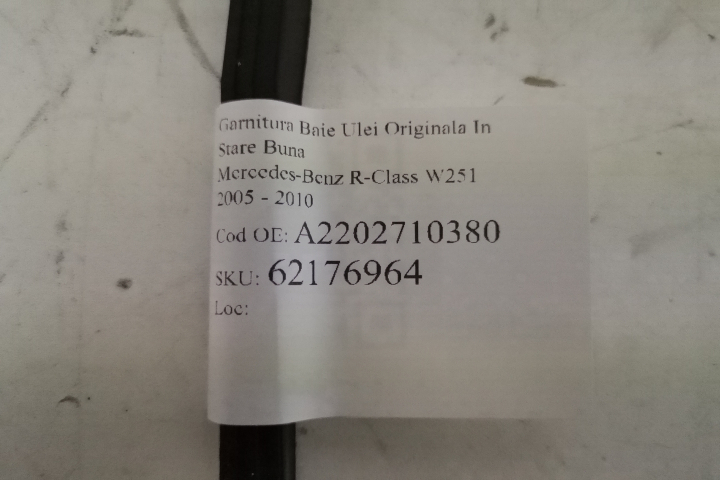 Garnitura Baie Ulei Originala In
Stare Buna
Mercedes-Benz R-Class W251
2005 - 2010
Cod OE: A2202710380
SKU: 62176964
Loc: